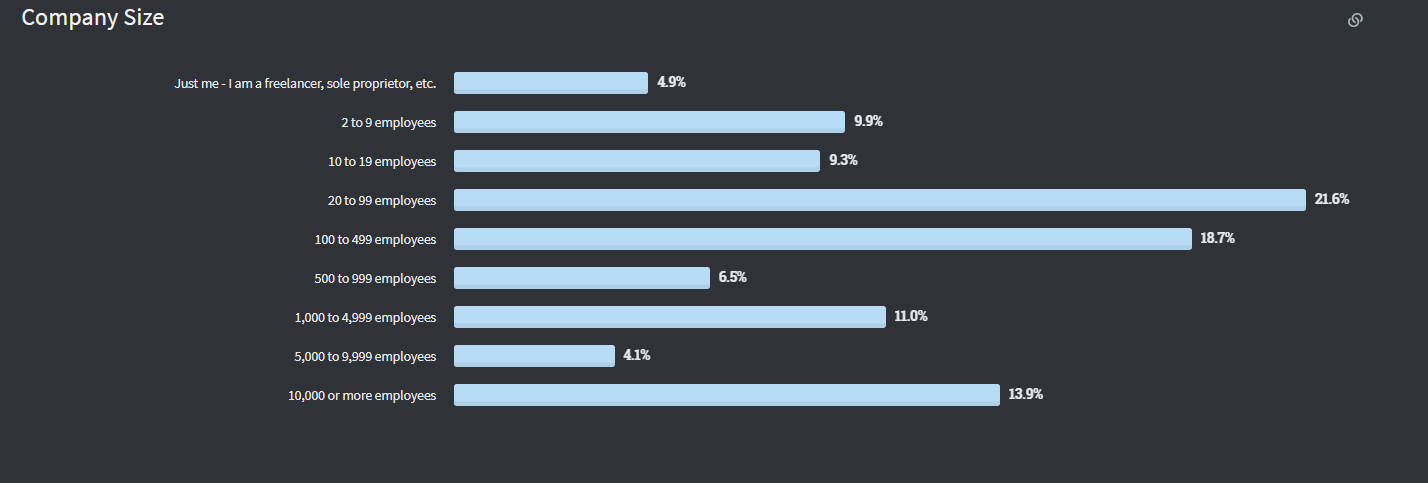 Company Size
Just me - I am a freelancer, sole proprietor, etc. 4.9%
2 to 9 employees 9.9%
10 to 19 employees 9.3%
20 to 99 employees 21.6%
100 to 499 employees 18.7%
500 to 999 employees 6.5%
1,000 to 4,999 employees 11.0%
5,000 to 9,999 employees 4.1%
10,000 or more employees 13.9%